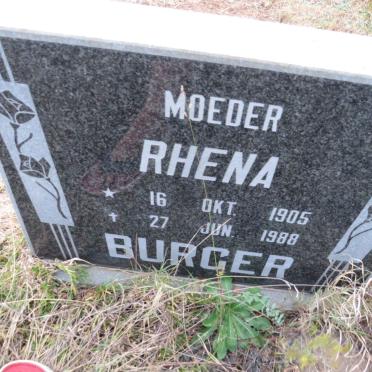 MOEDER
RHENA
★ 16 OKT. 1905
✝ 27 JUN. 1988
BURGER